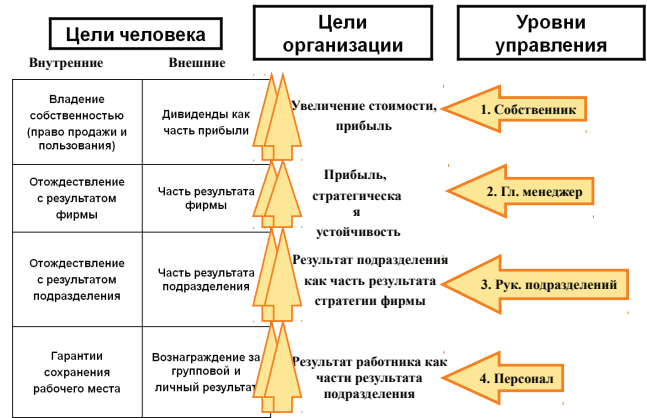 Цели человека
Цели
организации
Уровни
управления
Внутренние
Внешние
Владение
собственностью
(право продажи и
пользования)
Дивиденды как
часть прибыли
Увеличение стоимости,
прибыль
1. Собственник
Отождествление
с результатом
фирмы
Часть результата
фирмы
Прибыль,
стратегическа
я
устойчивость
2. Гл. менеджер
Отождествление
с результатом
подразделения
Часть результата
подразделения
Результат подразделения
как часть результата
стратегии фирмы
3. Рук. подразделений
Гарантии
сохранения
рабочего места
Вознаграждение за
групповой и
личный результат
Результат работника как
части результата
подразделения
4. Персонал